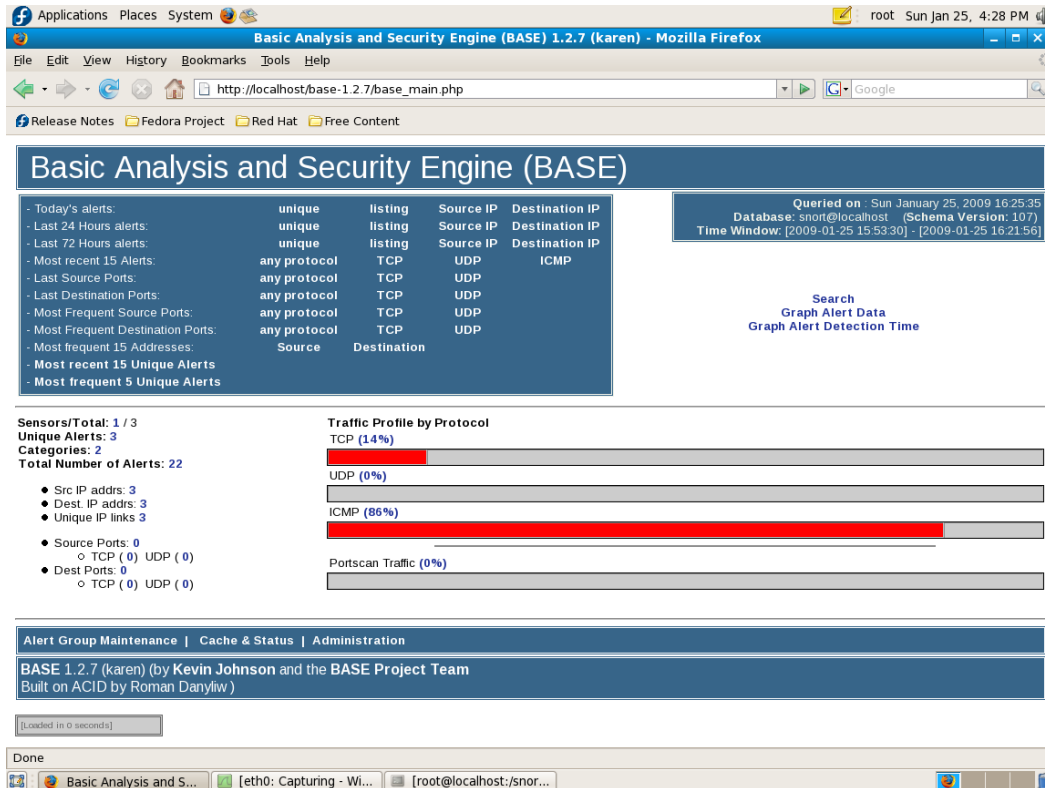 Applications Places System root Sun Jan 25, 4:28 PM
Basic Analysis and Security Engine (BASE) 1.2.7 (karen) - Mozilla Firefox
File Edit View History Bookmarks Tools Help
http://localhost/base-1.2.7/base_main.php G Google
Release Notes Fedora Project Red Hat Free Content
Basic Analysis and Security Engine (BASE)
- Today's alerts: unique listing Source IP Destination IP
- Last 24 Hours alerts: unique listing Source IP Destination IP
- Last 72 Hours alerts: unique listing Source IP Destination IP
- Most recent 15 Alerts: any protocol TCP UDP ICMP
- Last Source Ports: any protocol TCP UDP
- Last Destination Ports: any protocol TCP UDP
- Most Frequent Source Ports: any protocol TCP UDP
- Most Frequent Destination Ports: any protocol TCP UDP
- Most frequent 15 Addresses: Source Destination
- Most recent 15 Unique Alerts
- Most frequent 5 Unique Alerts
Queried on : Sun January 25, 2009 16:25:35
Database: snort@localhost (Schema Version: 107)
Time Window: [2009-01-25 15:53:30] - [2009-01-25 16:21:56]
Search
Graph Alert Data
Graph Alert Detection Time
Sensors/Total: 1 / 3
Unique Alerts: 3
Categories: 2
Total Number of Alerts: 22
Src IP addrs: 3
Dest. IP addrs: 3
Unique IP links 3
Source Ports: 0
TCP ( 0) UDP ( 0)
Dest Ports: 0
TCP ( 0) UDP ( 0)
Traffic Profile by Protocol
TCP (14%)
UDP (0%)
ICMP (86%)
Portscan Traffic (0%)
Alert Group Maintenance | Cache & Status | Administration
BASE 1.2.7 (karen) (by Kevin Johnson and the BASE Project Team
Built on ACID by Roman Danyliw )
[Loaded in 0 seconds]
Done
Basic Analysis and S... [eth0: Capturing - Wi... [root@localhost:/snor...